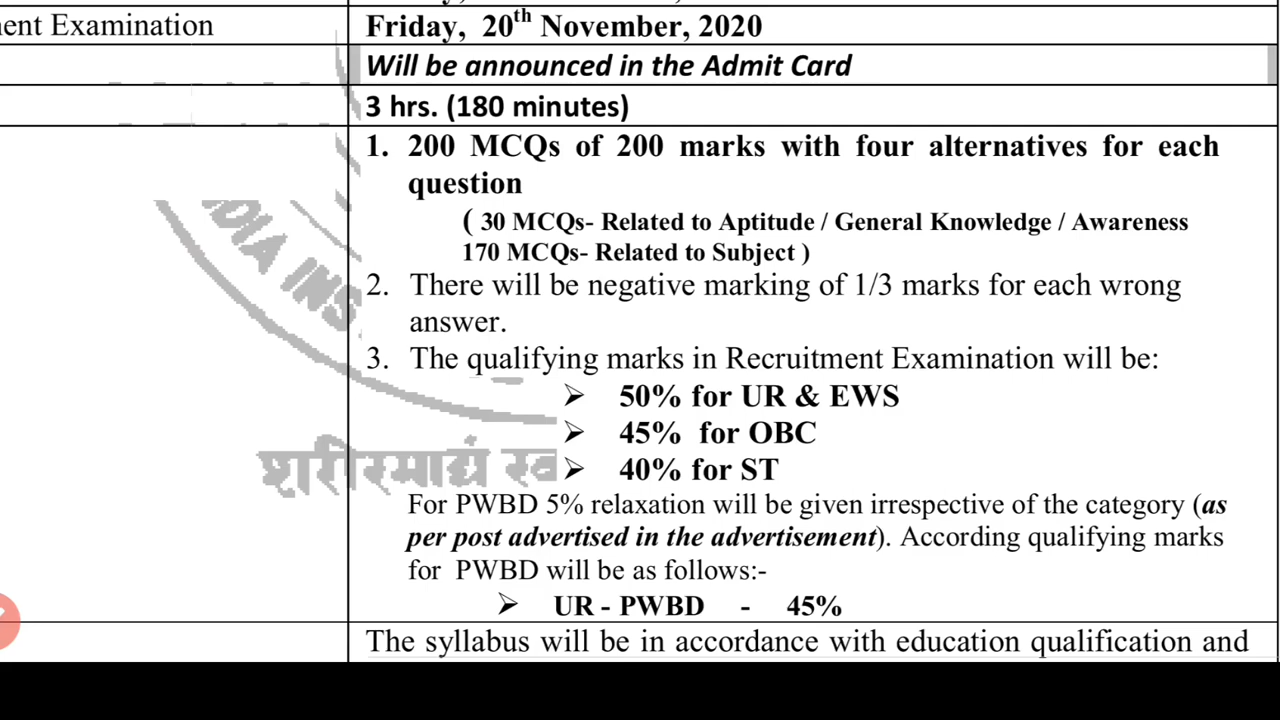 ent Examination
Friday, 20th November, 2020
Will be announced in the Admit Card
3 hrs. (180 minutes)
1. 200 MCQs of 200 marks with four alternatives for each
question
( 30 MCQs- Related to Aptitude / General Knowledge / Awareness
170 MCQs- Related to Subject )
2. There will be negative marking of 1/3 marks for each wrong
answer.
3. The qualifying marks in Recruitment Examination will be:
➢ 50% for UR & EWS
➢ 45% for OBC
➢ 40% for ST
For PWBD 5% relaxation will be given irrespective of the category (as
per post advertised in the advertisement). According qualifying marks
for PWBD will be as follows:-
➢ UR - PWBD - 45%
The syllabus will be in accordance with education qualification and
DIA INS
शरीरमाद्यं ख